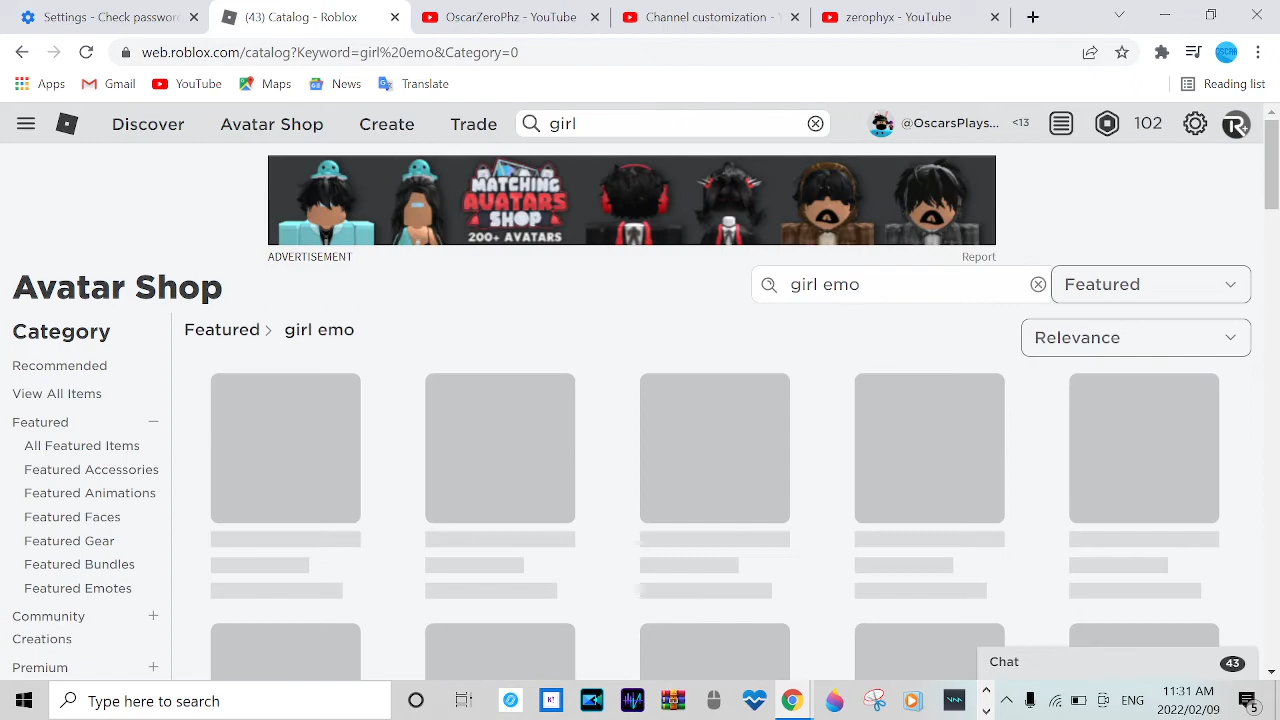 Settings - Checkassword
(43) Catalog - Roblox
OscarZeroPhz - YouTube
Channel customisation -
zerophyx - YouTube
web.roblox.com/catalog?Keyword=girl%20emo&Category=0
Apps
Gmail
YouTube
Maps
News
Translate
Reading list
Discover
Avatar Shop
Create
Trade
girl
@OscarsPlays...
<13
102
MATCHING
AVATARS
SHOP
200+ AVATARS
ADVERTISEMENT
Report
Avatar Shop
girl emo
Featured
Category
Featured
girl emo
Relevance
Recommended
View All Items
Featured
All Featured Items
Featured Accessories
Featured Animations
Featured Faces
Featured Gear
Featured Bundles
Featured Emotes
Community
Creations
Premium
Chat
43
Type here to search
ENG
11:31 AM
2022/02/09
5